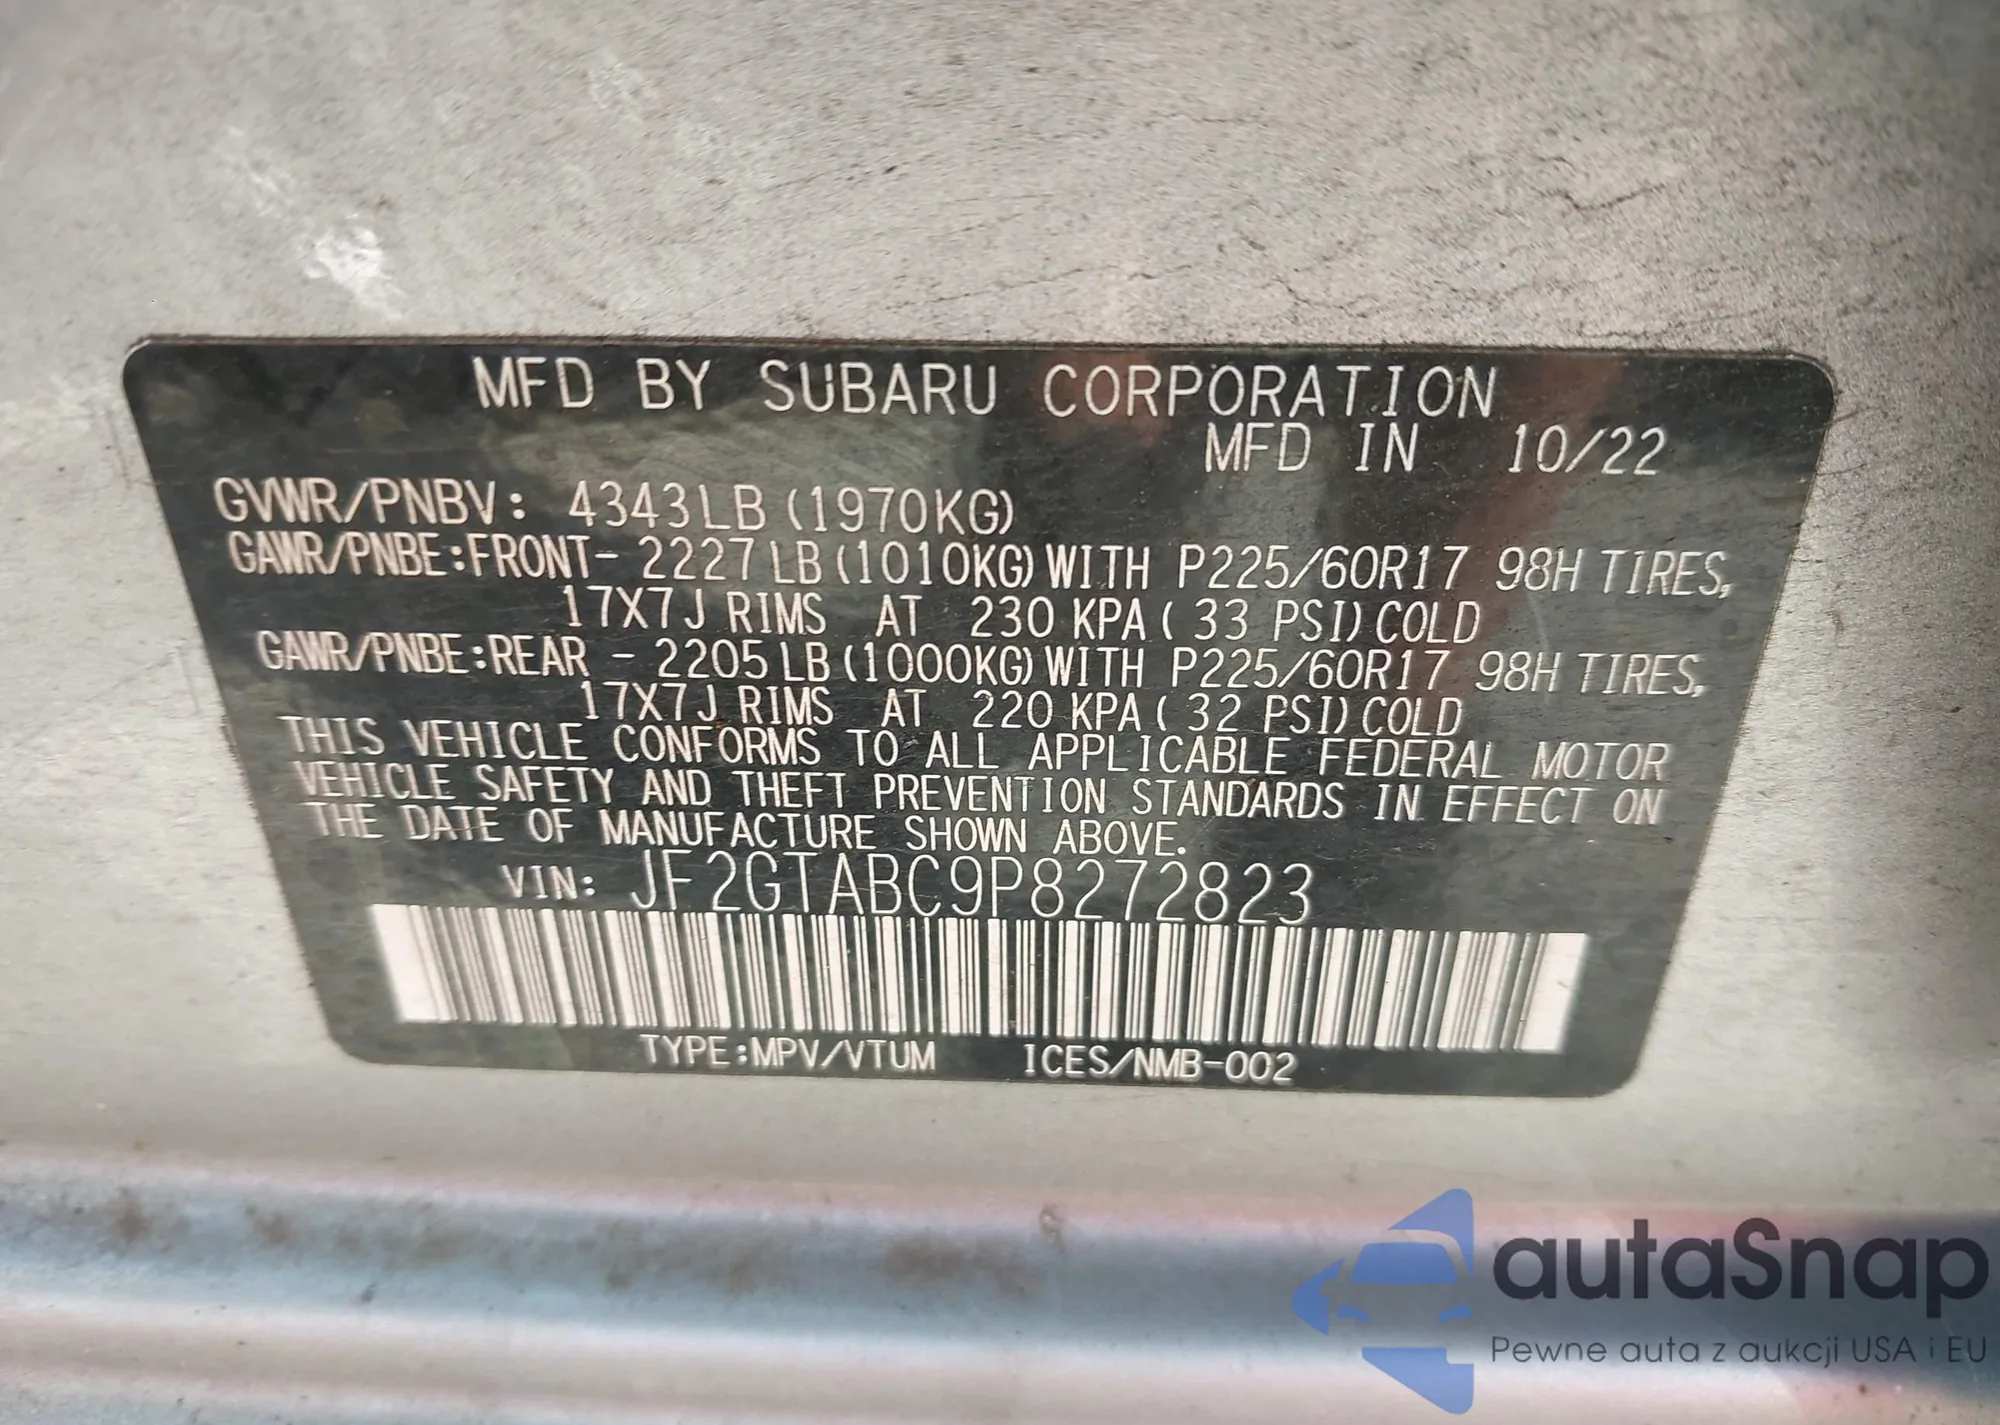 MFD BY SUBARU CORPORATION
MFD IN 10/22
GVWR/PNBV: 4343LB (1970KG)
GAWR/PNBE:FRONT- 2227 LB (1010KG) WITH P225/60R17 98H TIRES,
17X7J RIMS AT 230 KPA ( 33 PSI) COLD
GAWR/PNBE:REAR - 2205 LB (1000KG) WITH P225/60R17 98H TIRES,
17X7J RIMS AT 220 KPA ( 32 PSI) COLD
THIS VEHICLE CONFORMS TO ALL APPLICABLE FEDERAL MOTOR
VEHICLE SAFETY AND THEFT PREVENTION STANDARDS IN EFFECT ON
THE DATE OF MANUFACTURE SHOWN ABOVE.
VIN: JF2GTABC9P8272823
TYPE:MPV/VTUM ICES/NMB-002
autaSnap
Pewne auta z aukcji USA i EU